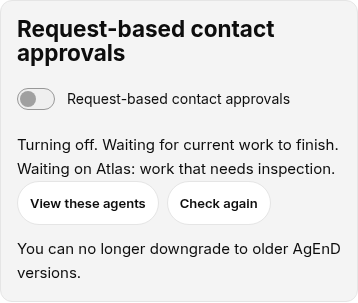 Request-based contact
approvals
Request-based contact approvals
Turning off. Waiting for current work to finish.
Waiting on Atlas: work that needs inspection.
View these agents
Check again
You can no longer downgrade to older AgEnD
versions.